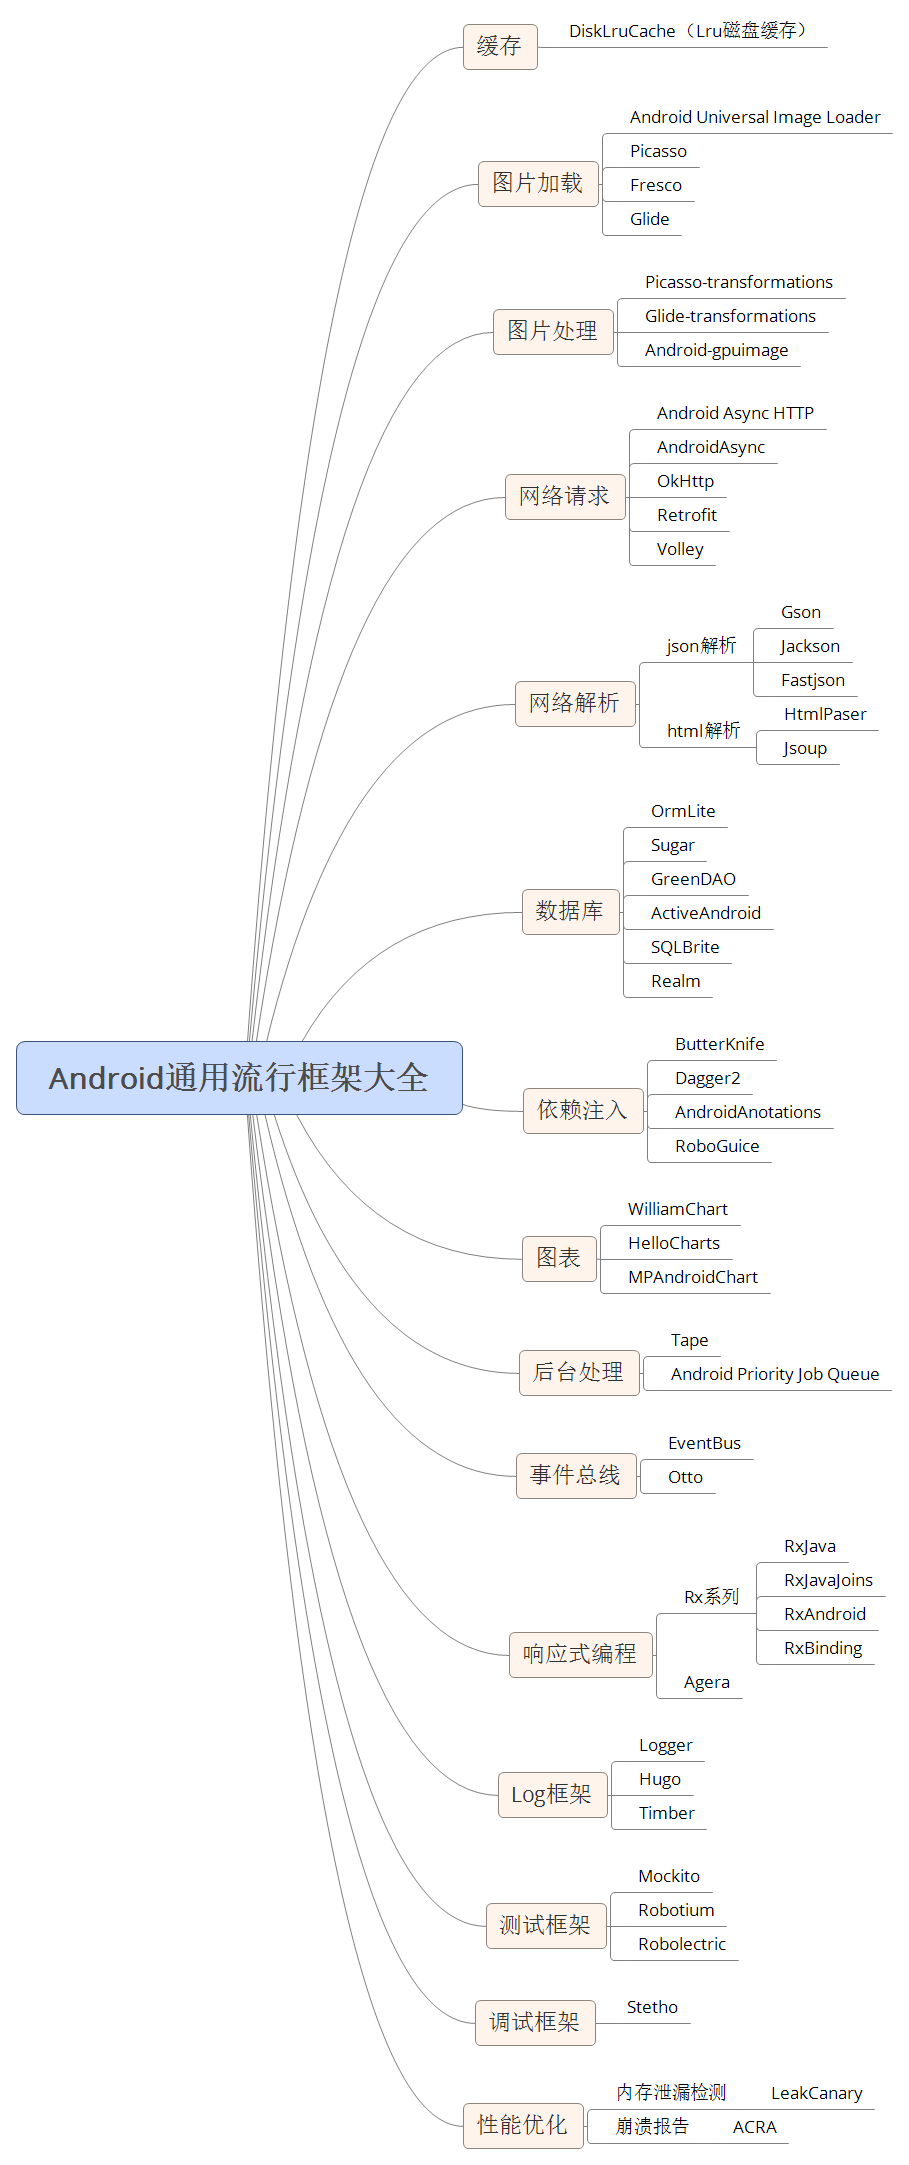 缓存
DiskLruCache（Lru磁盘缓存）
图片加载
Android Universal Image Loader
Picasso
Fresco
Glide
图片处理
Picasso-transformations
Glide-transformations
Android-gpuimage
网络请求
Android Async HTTP
AndroidAsync
OkHttp
Retrofit
Volley
网络解析
json解析
Gson
Jackson
Fastjson
html解析
HtmlPaser
Jsoup
数据库
OrmLite
Sugar
GreenDAO
ActiveAndroid
SQLBrite
Realm
Android通用流行框架大全
依赖注入
ButterKnife
Dagger2
AndroidAnotations
RoboGuice
图表
WilliamChart
HelloCharts
MPAndroidChart
后台处理
Tape
Android Priority Job Queue
事件总线
EventBus
Otto
响应式编程
Rx系列
RxJava
RxJavaJoins
RxAndroid
RxBinding
Agera
Log框架
Logger
Hugo
Timber
测试框架
Mockito
Robotium
Robolectric
调试框架
Stetho
性能优化
内存泄漏检测
LeakCanary
崩溃报告
ACRA